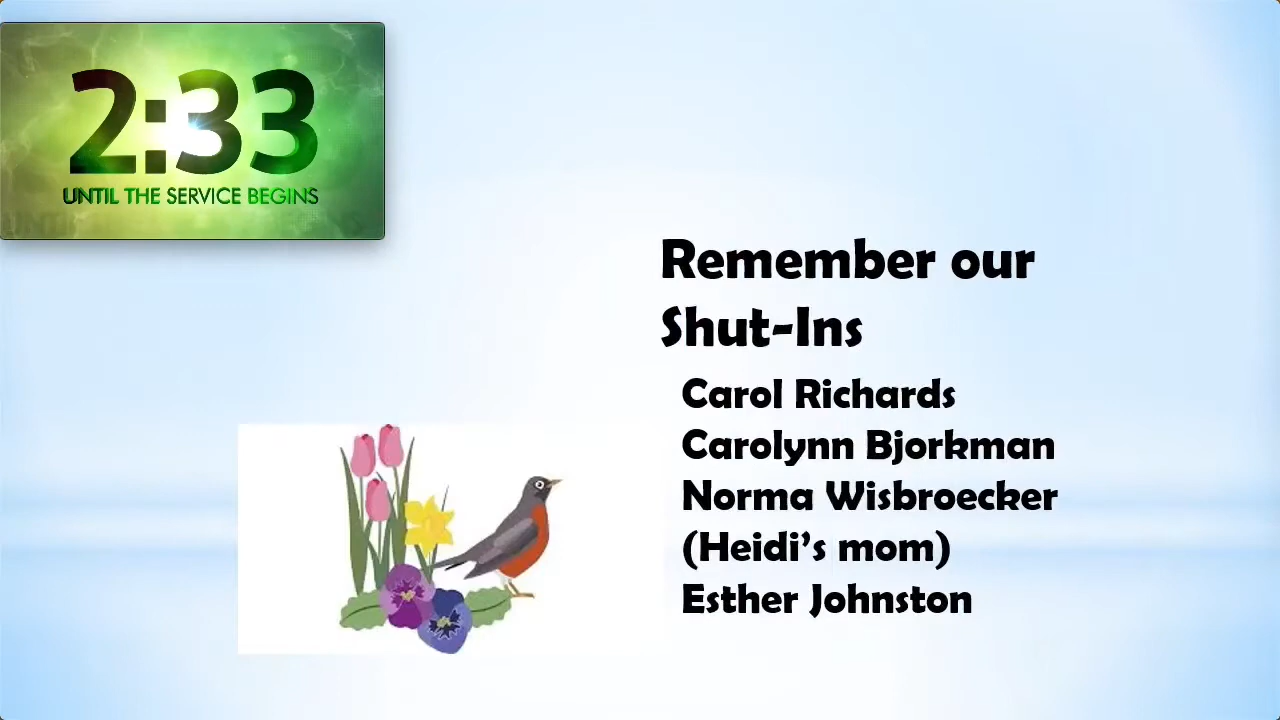 2:33
UNTIL THE SERVICE BEGINS
Remember our
Shut-Ins
Carol Richards
Carolynn Bjorkman
Norma Wisbroecker
(Heidi's mom)
Esther Johnston